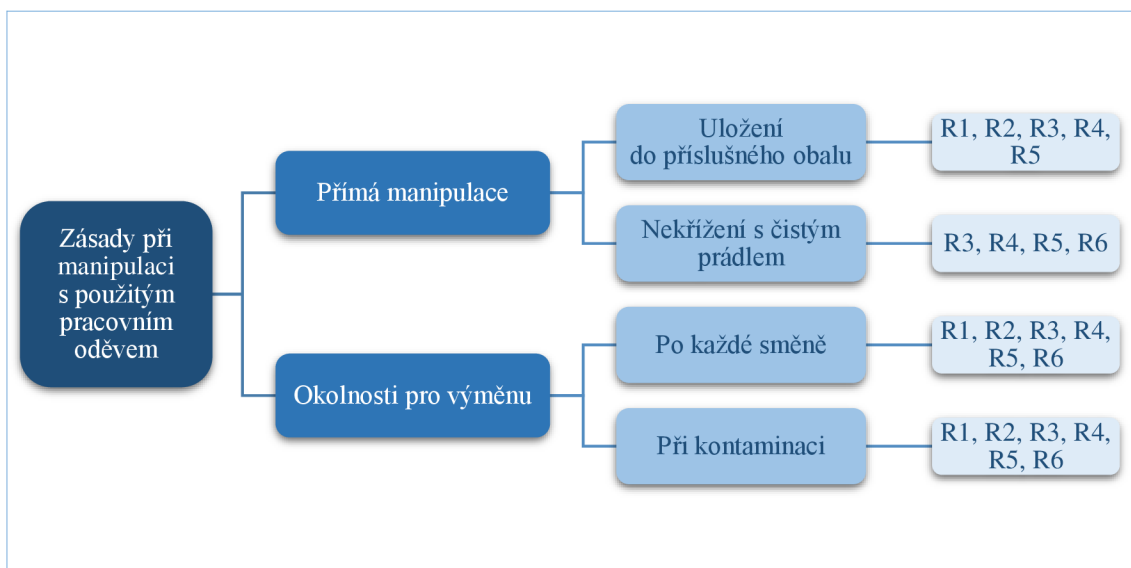 Zásady při
manipulaci
s použitým
pracovním
oděvem
Přímá manipulace
Uložení
do příslušného obalu
R1, R2, R3, R4,
R5
Nekřížení s čistým
prádlem
R3, R4, R5, R6
Okolnosti pro výměnu
Po každé směně
R1, R2, R3, R4,
R5, R6
Při kontaminaci
R1, R2, R3, R4,
R5, R6